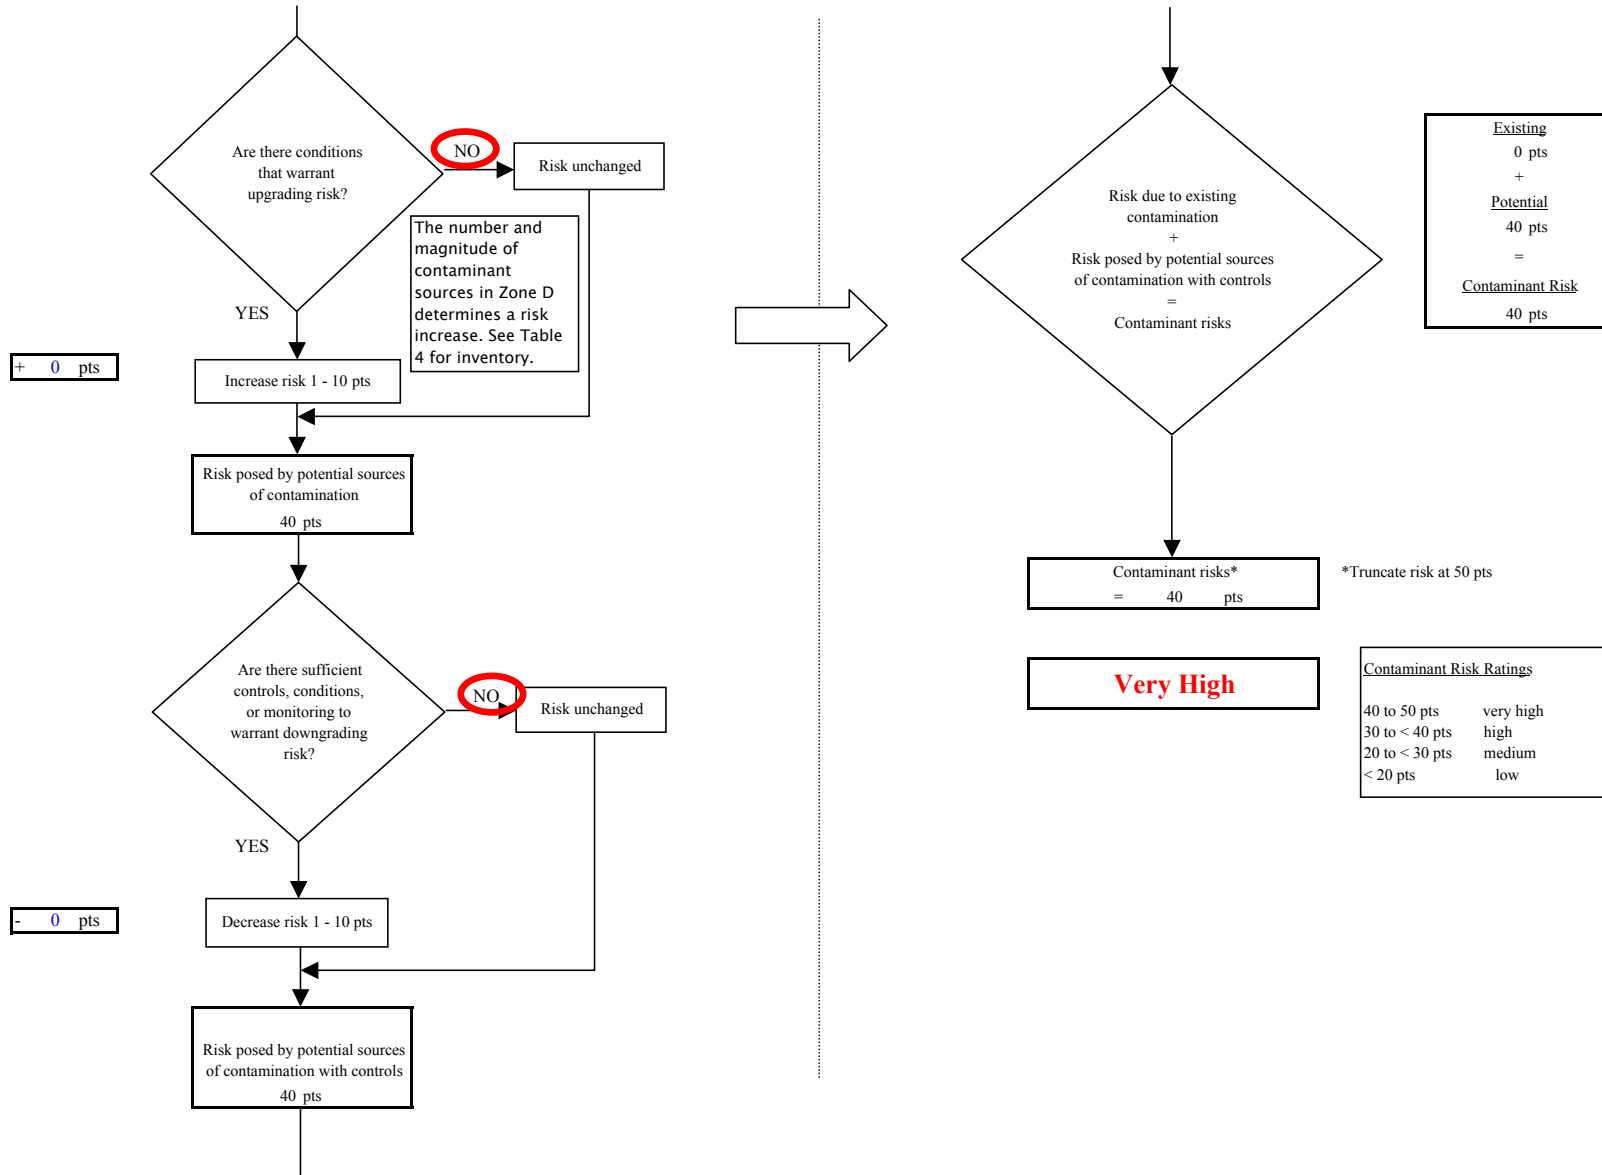 Are there conditions
that warrant
upgrading risk?
NO
Risk unchanged
The number and
magnitude of
contaminant
sources in Zone D
determines a risk
increase. See Table
4 for inventory.
YES
+ 0 pts
Increase risk 1 - 10 pts
Risk posed by potential sources
of contamination
40 pts
Are there sufficient
controls, conditions,
or monitoring to
warrant downgrading
risk?
NO
Risk unchanged
YES
- 0 pts
Decrease risk 1 - 10 pts
Risk posed by potential sources
of contamination with controls
40 pts
Risk due to existing
contamination
+
Risk posed by potential sources
of contamination with controls
=
Contaminant risks
Existing
0 pts
+
Potential
40 pts
=
Contaminant Risk
40 pts
Contaminant risks*
= 40 pts
*Truncate risk at 50 pts
Very High
Contaminant Risk Ratings
40 to 50 pts very high
30 to < 40 pts high
20 to < 30 pts medium
< 20 pts low